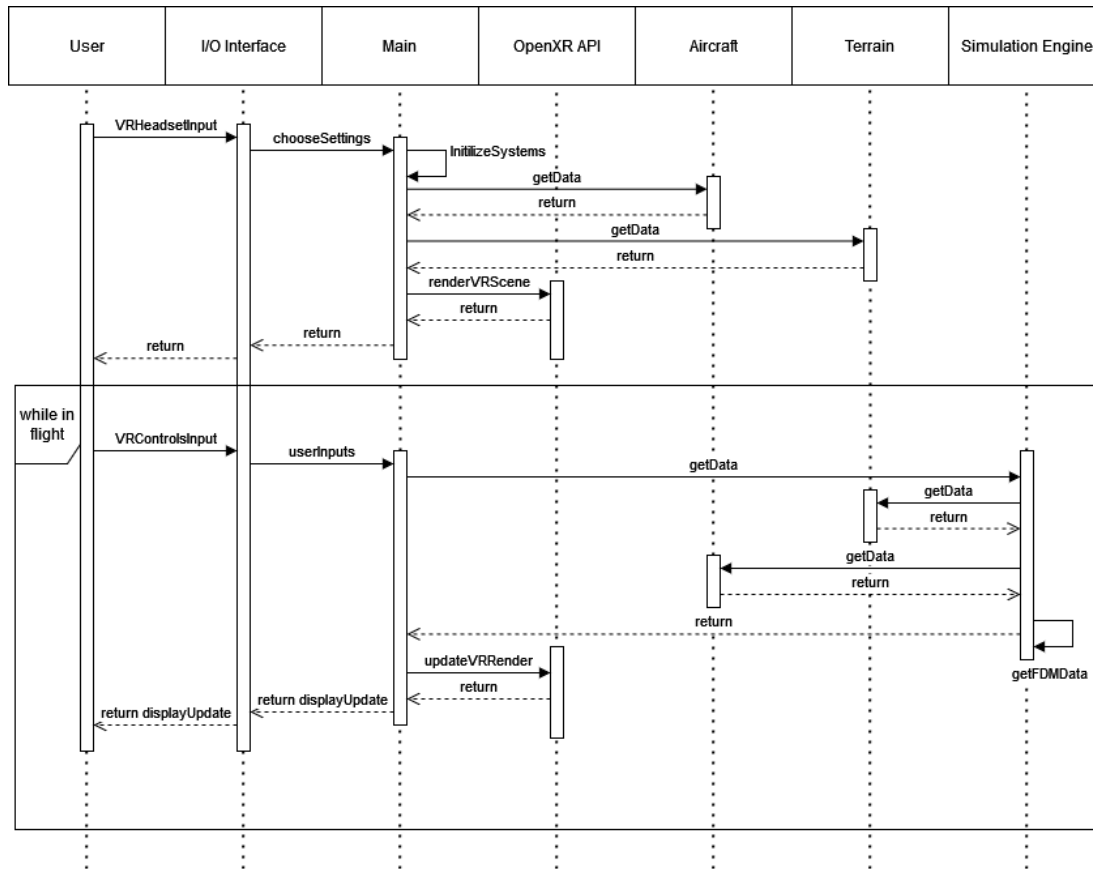 User
I/O Interface
Main
OpenXR API
Aircraft
Terrain
Simulation Engine
VRHeadsetInput
chooseSettings
InitilizeSystems
getData
return
getData
return
renderVRScene
return
return
return
while in
flight
VRControlsInput
userInputs
getData
getData
return
getData
return
return
getFDMData
updateVRRender
return
return displayUpdate
return displayUpdate